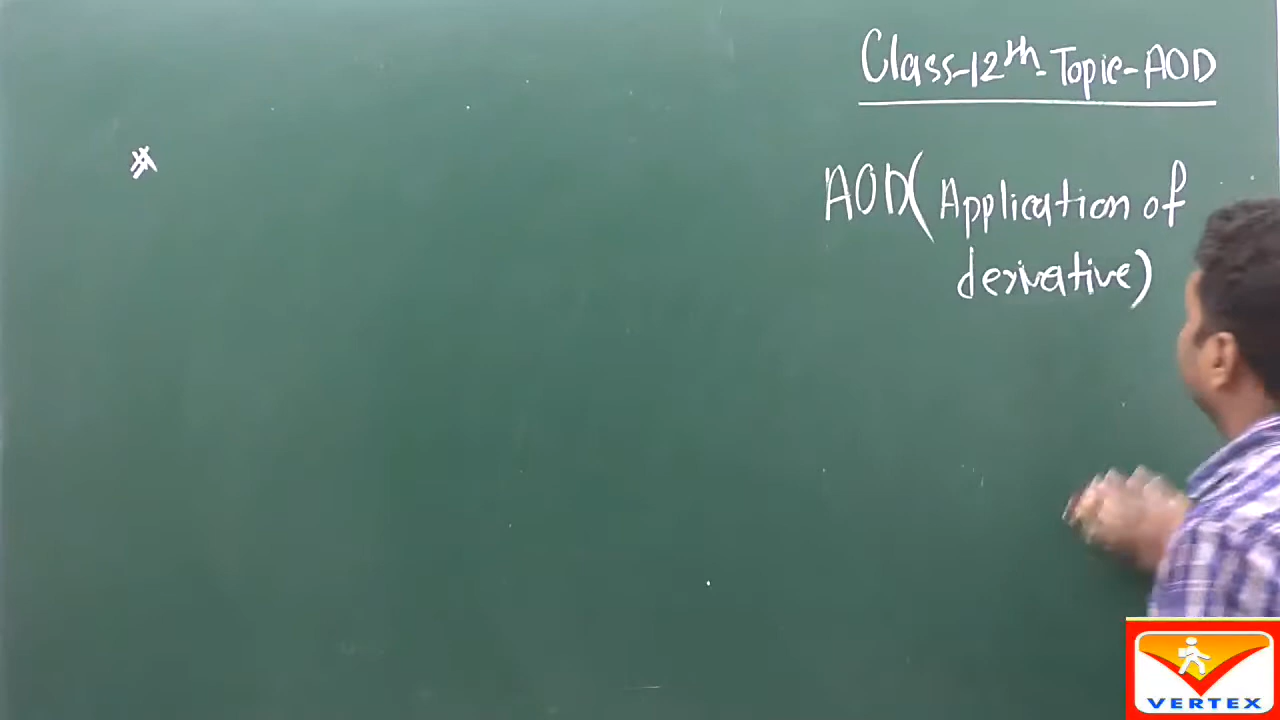 Class-12th-Topic-AOD
#
AOD(Application of
derivative)
VERTEX